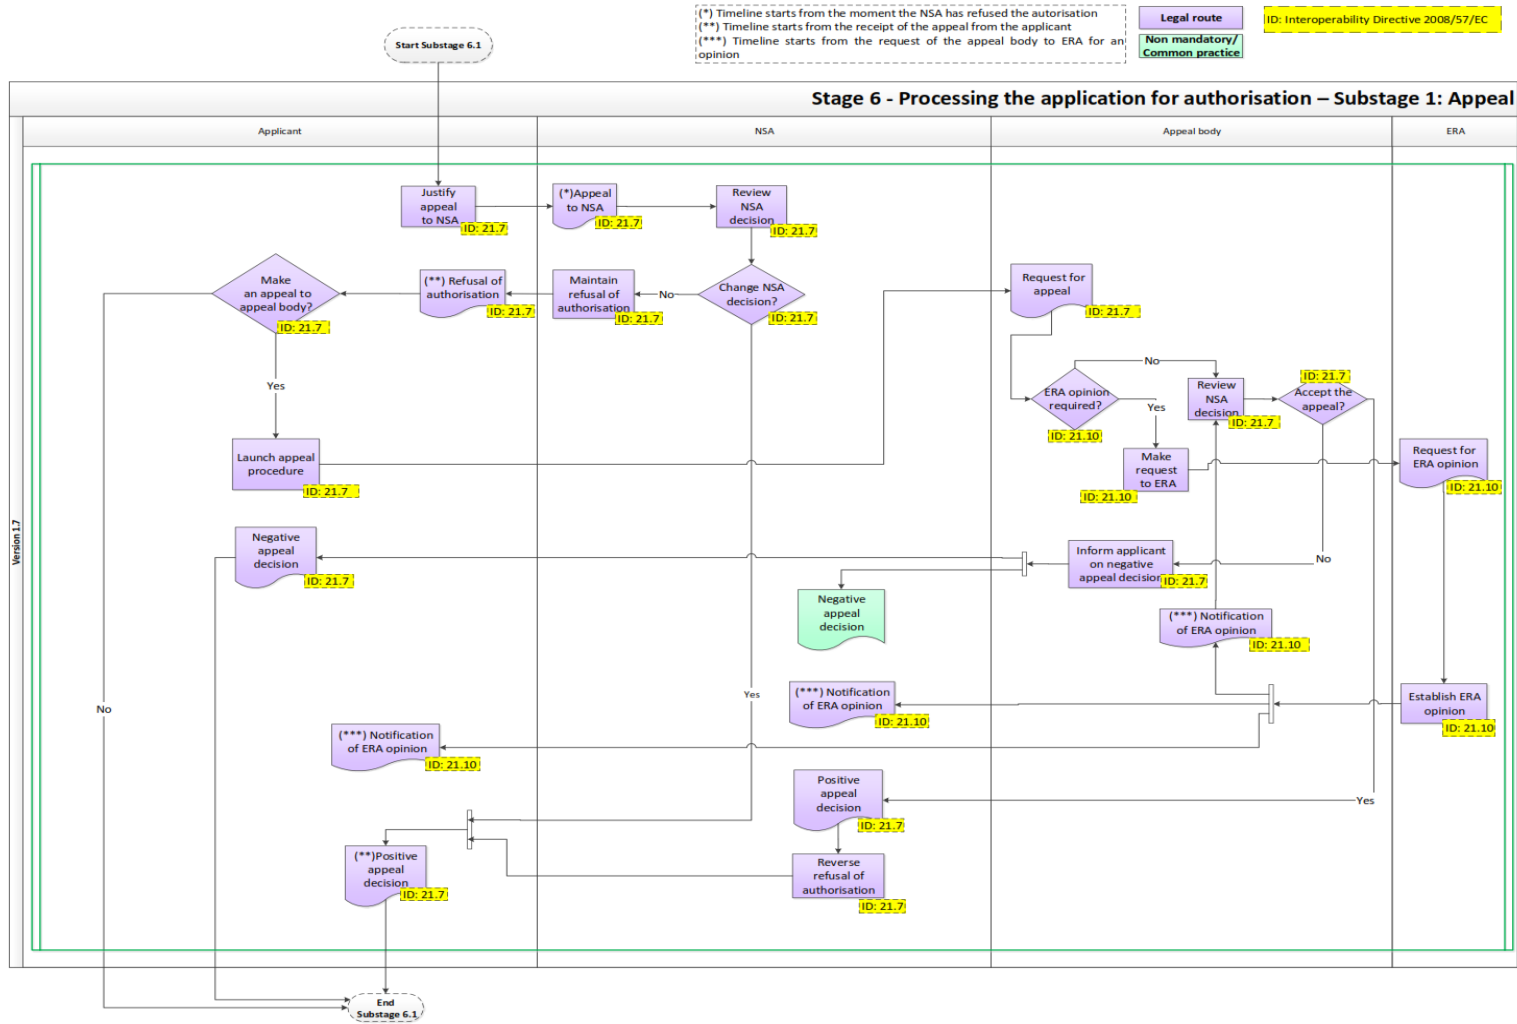 (*) Timeline starts from the moment the NSA has refused the autorisation
(**) Timeline starts from the receipt of the appeal from the applicant
(***) Timeline starts from the request of the appeal body to ERA for an
opinion
Legal route
Non mandatory/
Common practice
ID: Interoperability Directive 2008/57/EC
Start Substage 6.1
Stage 6 - Processing the application for authorisation – Substage 1: Appeal
Applicant
NSA
Appeal body
ERA
Version 1.7
Justify
appeal
to NSA
ID: 21.7
(*)Appeal
to NSA
ID: 21.7
Review
NSA
decision
ID: 21.7
Make
an appeal to
appeal body?
ID: 21.7
(**) Refusal of
authorisation
ID: 21.7
Maintain
refusal of
authorisation
ID: 21.7
No
Change NSA
decision?
ID: 21.7
Request for
appeal
ID: 21.7
No
ERA opinion
required?
ID: 21.10
Yes
Review
NSA
decision
ID: 21.7
ID: 21.7
Accept the
appeal?
Yes
Launch appeal
procedure
ID: 21.7
Make
request
to ERA
ID: 21.10
Request for
ERA opinion
ID: 21.10
Negative
appeal
decision
ID: 21.7
Inform applicant
on negative
appeal decision
ID: 21.7
No
Negative
appeal
decision
(***) Notification
of ERA opinion
ID: 21.10
No
Yes
(***) Notification
of ERA opinion
ID: 21.10
Establish ERA
opinion
ID: 21.10
(***) Notification
of ERA opinion
ID: 21.10
Positive
appeal
decision
ID: 21.7
Yes
(**)Positive
appeal
decision
ID: 21.7
Reverse
refusal of
authorisation
ID: 21.7
End
Substage 6.1